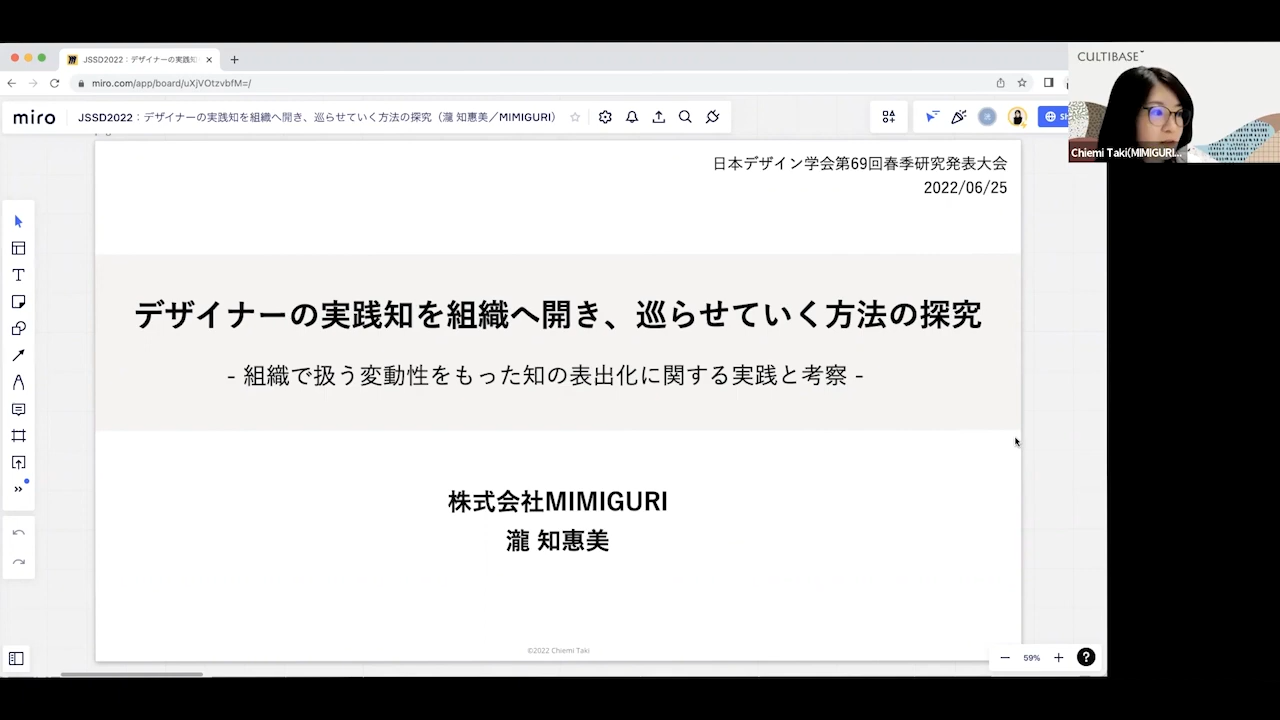 JSSD2022：デザイナーの実践知
miro.com/app/board/uXjVOtzvbfM=/
CULTIBASE
miro
JSSD2022：デザイナーの実践知を組織へ開き、巡らせていく方法の探究（瀧 知惠美／MIMIGURI）
Chiemi Taki(MIMIGURI...
日本デザイン学会第69回春季研究発表大会
2022/06/25
デザイナーの実践知を組織へ開き、巡らせていく方法の探究
- 組織で扱う変動性をもった知の表出化に関する実践と考察 -
株式会社MIMIGURI
瀧 知惠美
©2022 Chiemi Taki
59%